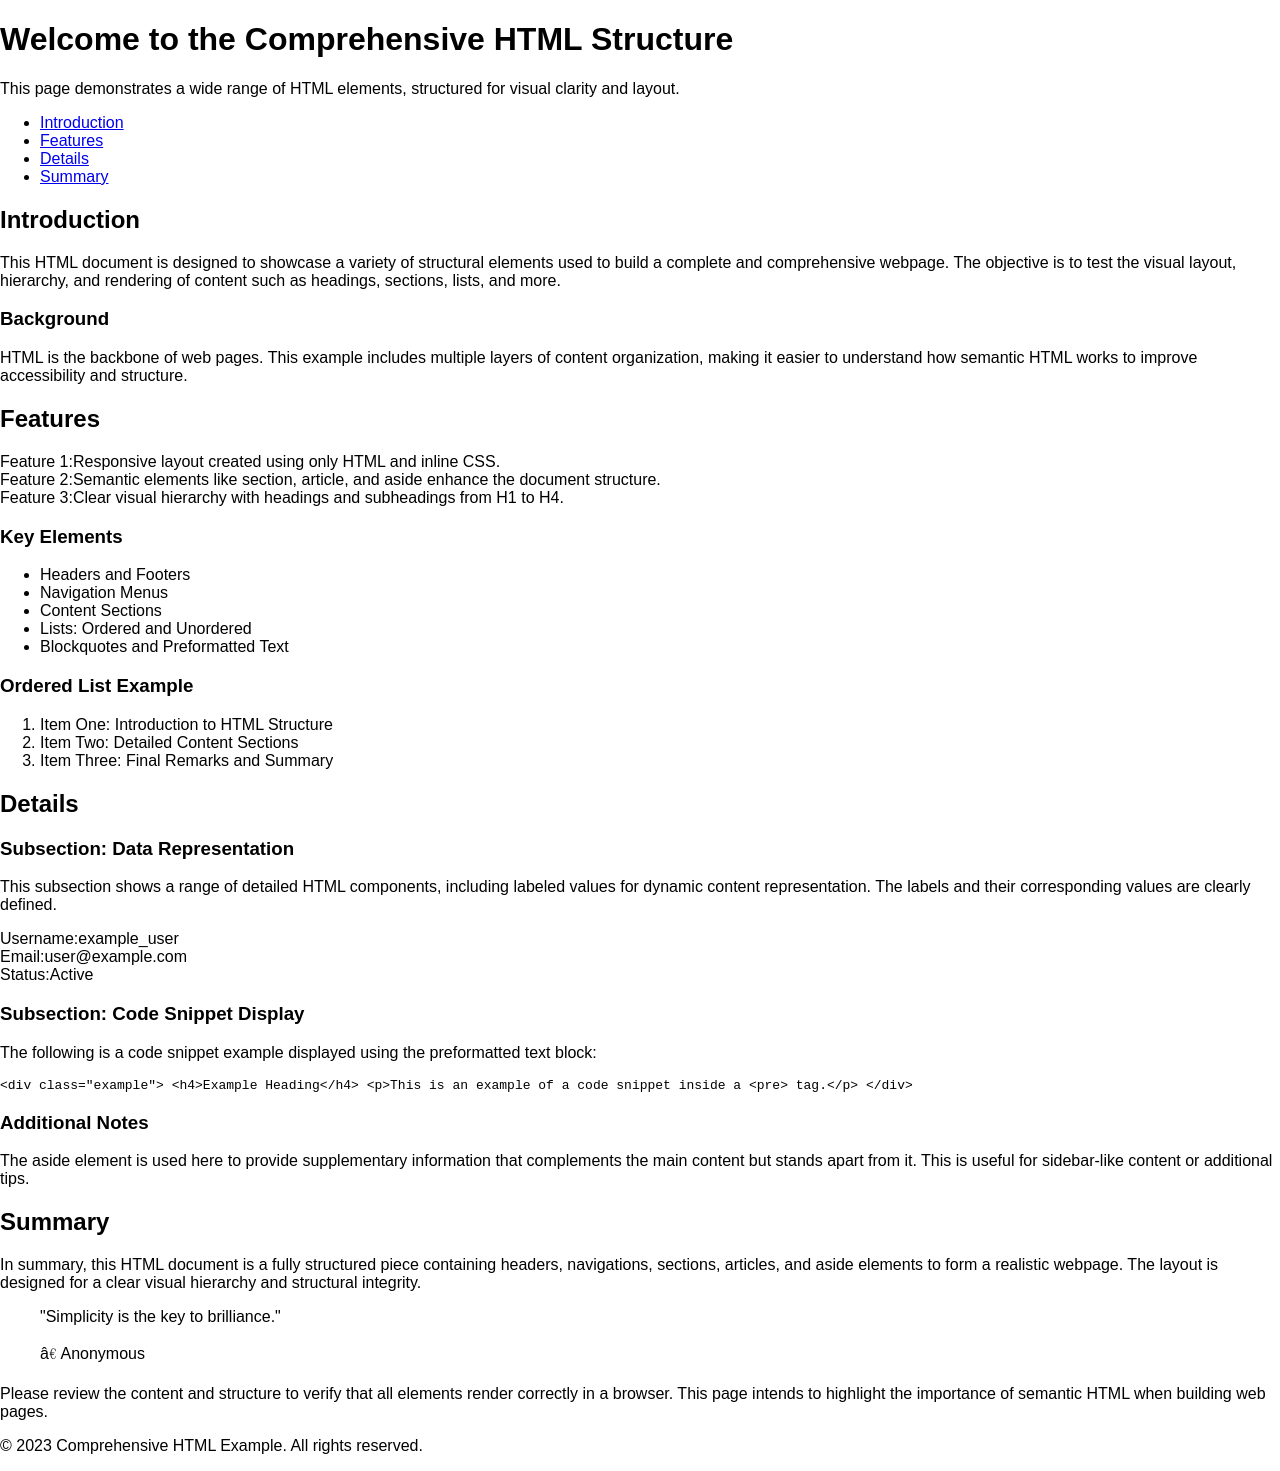 Welcome to the Comprehensive HTML Structure
This page demonstrates a wide range of HTML elements, structured for visual clarity and layout.
Introduction
Features
Details
Summary
Introduction
This HTML document is designed to showcase a variety of structural elements used to build a complete and comprehensive webpage. The objective is to test the visual layout,
hierarchy, and rendering of content such as headings, sections, lists, and more.
Background
HTML is the backbone of web pages. This example includes multiple layers of content organization, making it easier to understand how semantic HTML works to improve
accessibility and structure.
Features
Feature 1:Responsive layout created using only HTML and inline CSS.
Feature 2:Semantic elements like section, article, and aside enhance the document structure.
Feature 3:Clear visual hierarchy with headings and subheadings from H1 to H4.
Key Elements
Headers and Footers
Navigation Menus
Content Sections
Lists: Ordered and Unordered
Blockquotes and Preformatted Text
Ordered List Example
1. Item One: Introduction to HTML Structure
2. Item Two: Detailed Content Sections
3. Item Three: Final Remarks and Summary
Details
Subsection: Data Representation
This subsection shows a range of detailed HTML components, including labeled values for dynamic content representation. The labels and their corresponding values are clearly
defined.
Username:example_user
Email:user@example.com
Status:Active
Subsection: Code Snippet Display
The following is a code snippet example displayed using the preformatted text block:
<div class="example"> <h4>Example Heading</h4> <p>This is an example of a code snippet inside a <pre> tag.</p> </div>
Additional Notes
The aside element is used here to provide supplementary information that complements the main content but stands apart from it. This is useful for sidebar-like content or additional
tips.
Summary
In summary, this HTML document is a fully structured piece containing headers, navigations, sections, articles, and aside elements to form a realistic webpage. The layout is
designed for a clear visual hierarchy and structural integrity.
"Simplicity is the key to brilliance."
â€ Anonymous
Please review the content and structure to verify that all elements render correctly in a browser. This page intends to highlight the importance of semantic HTML when building web
pages.
© 2023 Comprehensive HTML Example. All rights reserved.